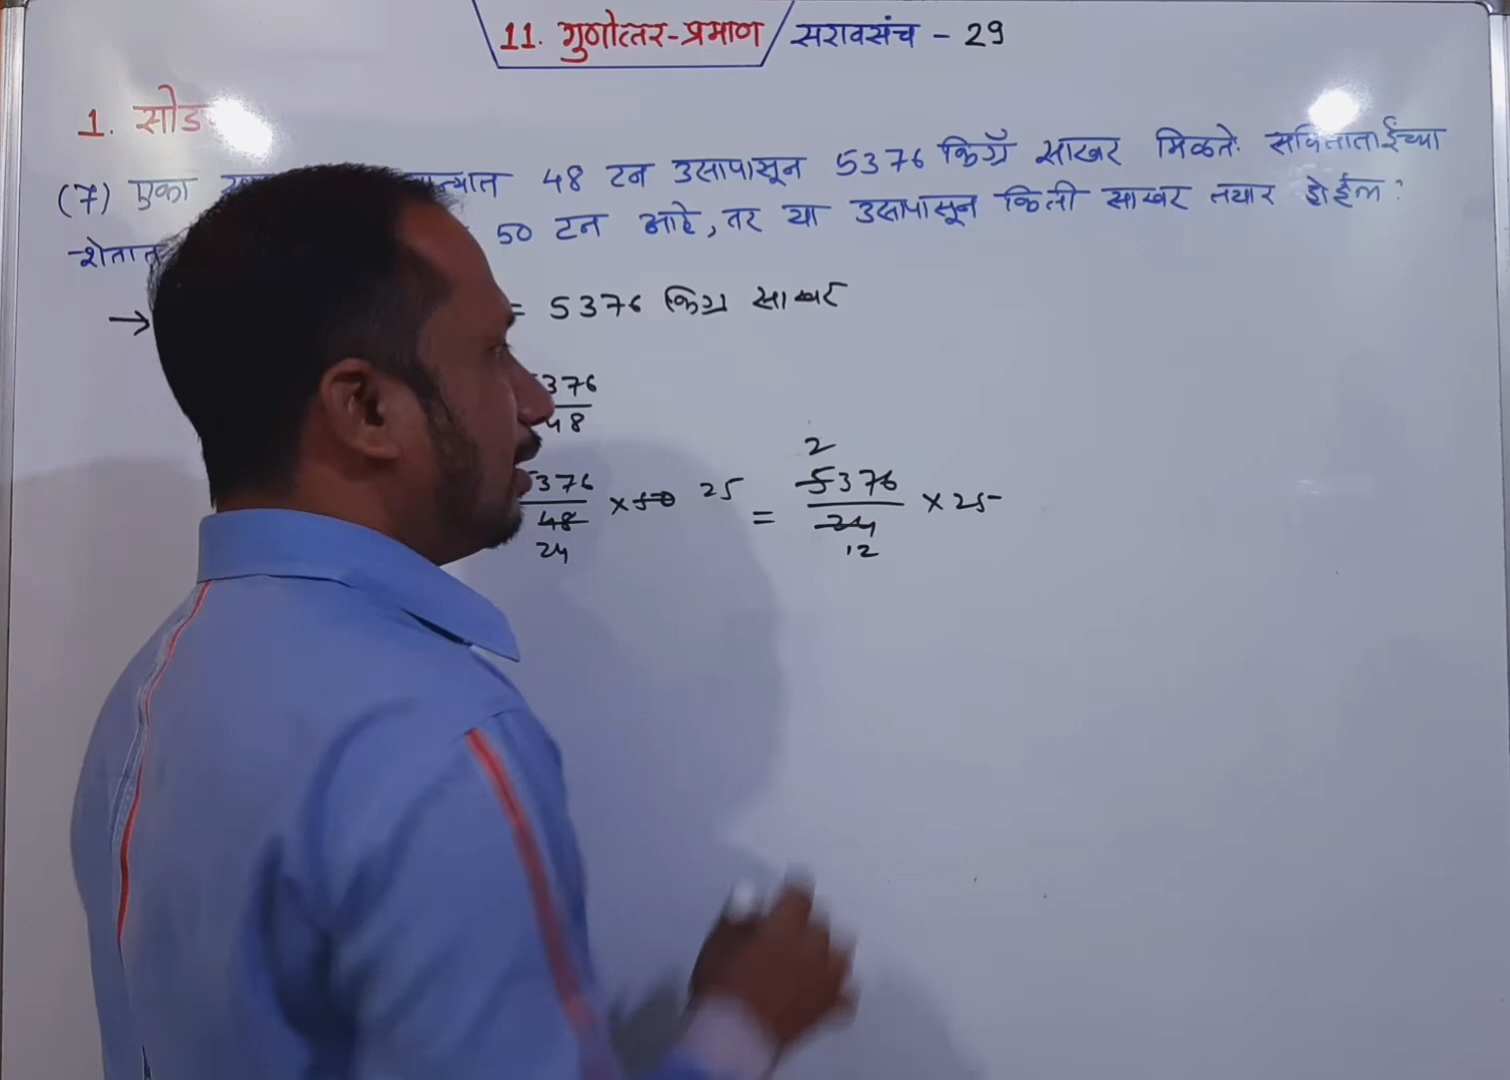 11. गुणोत्तर-प्रमाण / सरावसंच - 29
1. सोड
(7) एका 48 टन उसापासून 5376 किग्रॅ साखर मिळते. सविताताईंच्या
शेतात 50 टन आहे, तर या उसापासून किती साखर तयार होईल?
→ = 5376 किग्र साखर
376
48
5376 × 50 25 = 2 5376 × 25
48 24
24 12